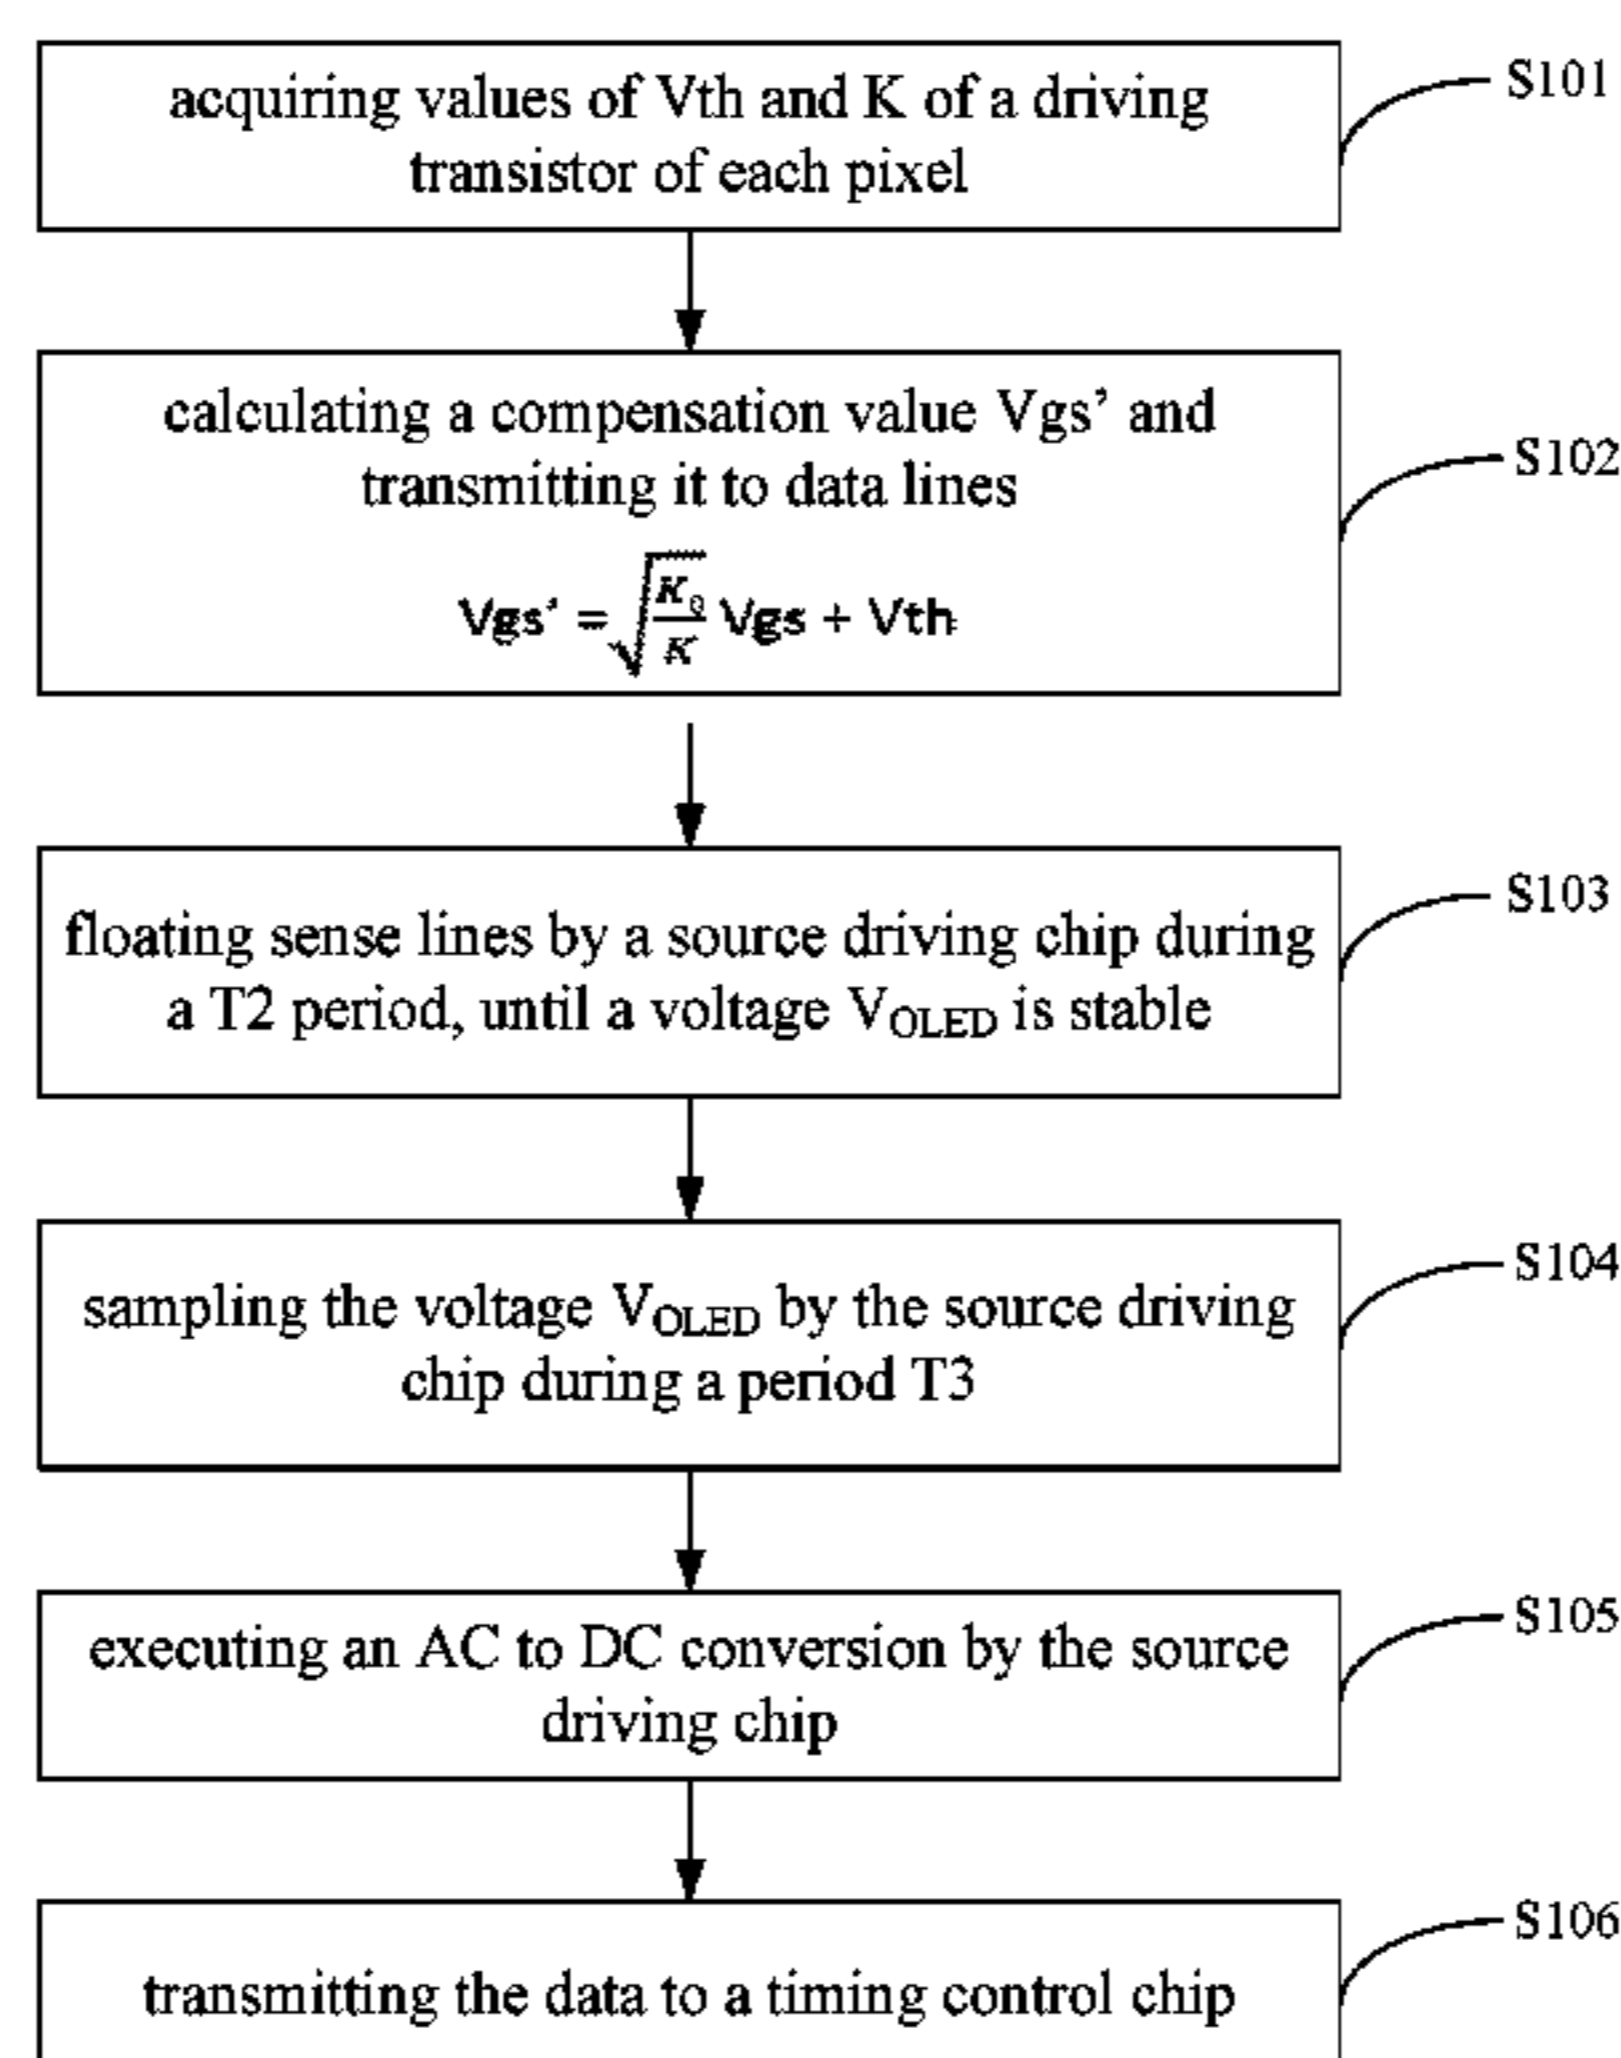 acquiring values of Vth and K of a driving
transistor of each pixel
S101
calculating a compensation value Vgs’ and
transmitting it to data lines
Vgs’ = √(K₀/K) Vgs + Vth
S102
floating sense lines by a source driving chip during
a T2 period, until a voltage V_OLED is stable
S103
sampling the voltage V_OLED by the source driving
chip during a period T3
S104
executing an AC to DC conversion by the source
driving chip
S105
transmitting the data to a timing control chip
S106